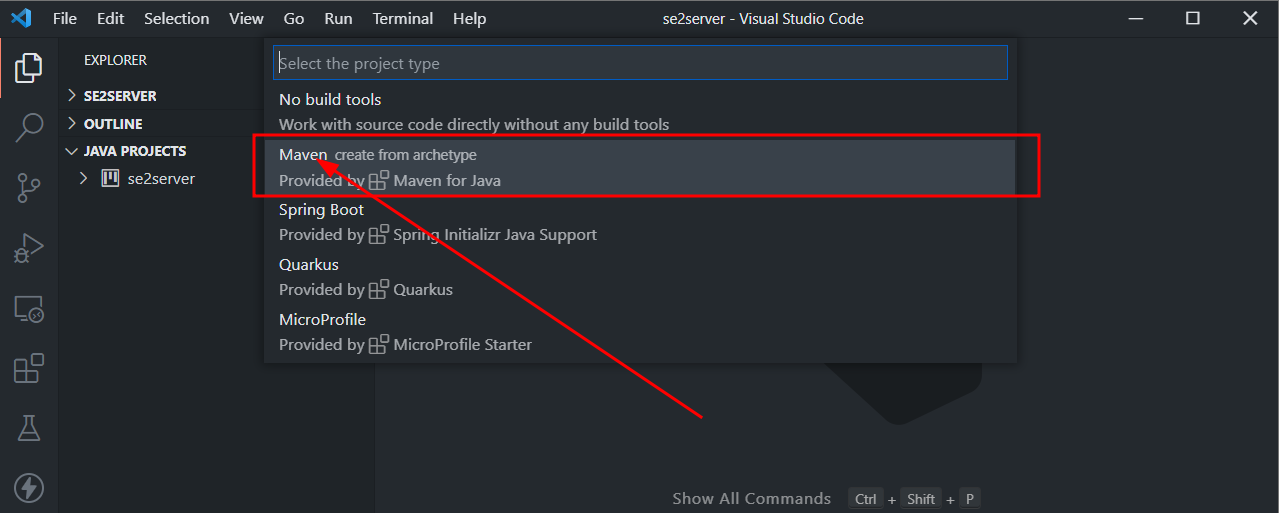 File Edit Selection View Go Run Terminal Help se2server - Visual Studio Code
EXPLORER
SE2SERVER
OUTLINE
JAVA PROJECTS
se2server
Select the project type
No build tools
Work with source code directly without any build tools
Maven create from archetype
Provided by Maven for Java
Spring Boot
Provided by Spring Initializr Java Support
Quarkus
Provided by Quarkus
MicroProfile
Provided by MicroProfile Starter
Show All Commands Ctrl + Shift + P